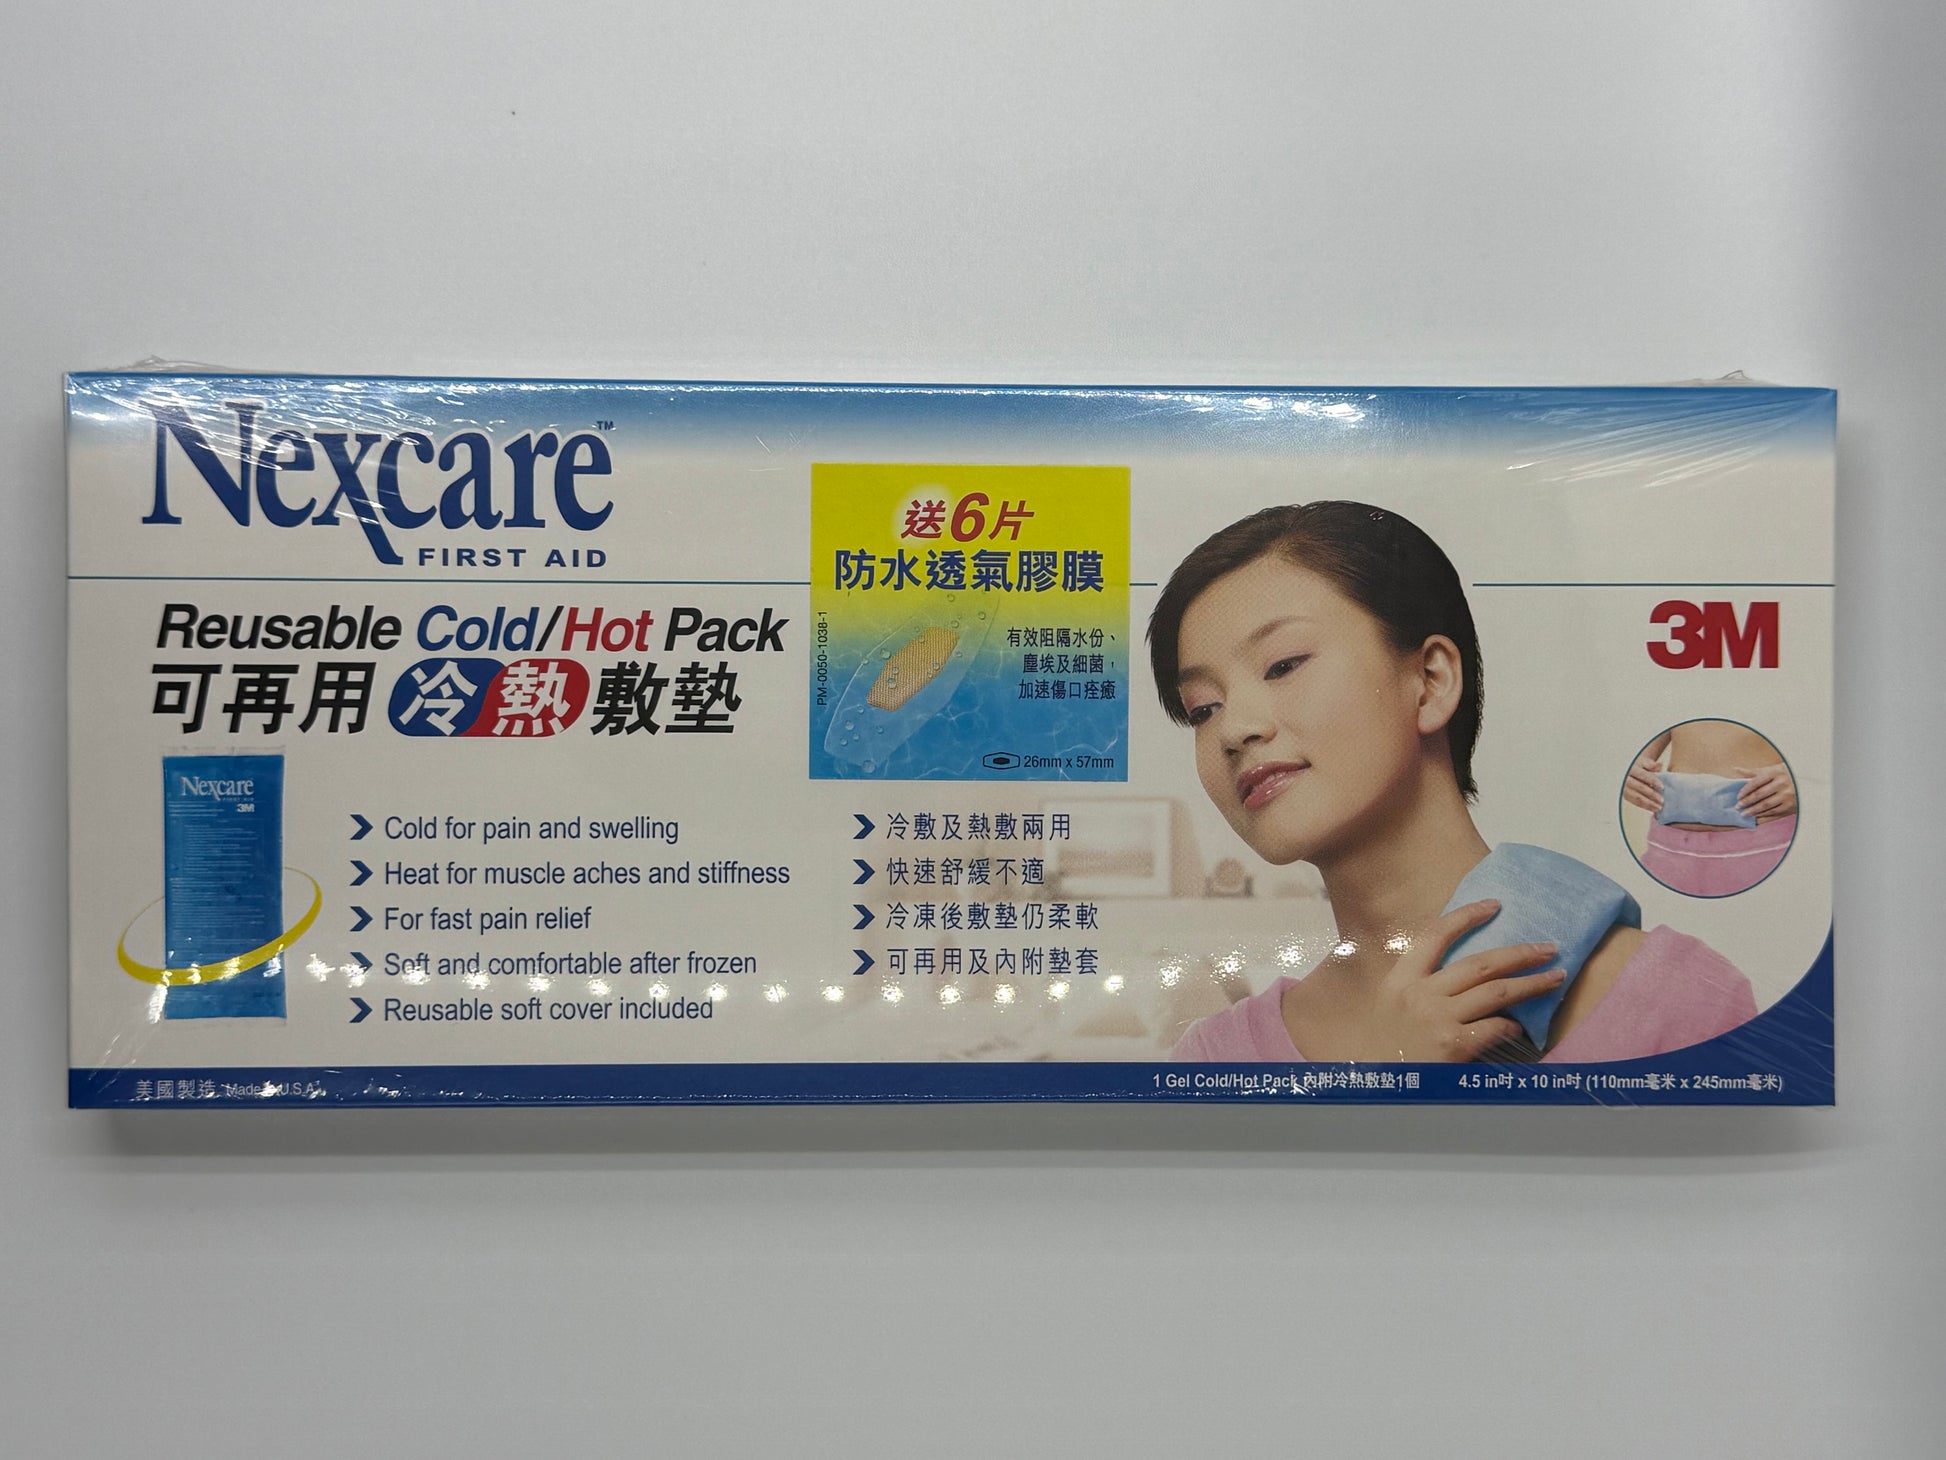 Nexcare™
FIRST AID
Reusable Cold/Hot Pack
可再用冷熱敷墊
送6片
防水透氣膠膜
有效阻隔水份、
塵埃及細菌，
加速傷口痊癒
26mm x 57mm
PM-0050-1038-1
3M
Nexcare
FIRST AID
3M
Cold for pain and swelling
Heat for muscle aches and stiffness
For fast pain relief
Soft and comfortable after frozen
Reusable soft cover included
冷敷及熱敷兩用
快速舒緩不適
冷凍後敷墊仍柔軟
可再用及內附墊套
美國製造 Made in U.S.A.
1 Gel Cold/Hot Pack 內附冷熱敷墊1個
4.5 in吋 x 10 in吋 (110mm毫米 x 245mm毫米)